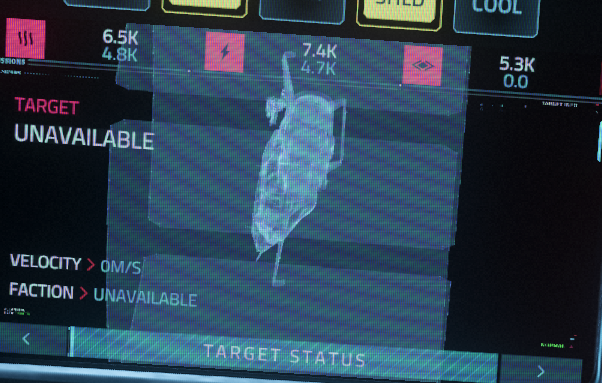 SHLD
COOL
6.5K
4.8K
7.4K
4.7K
5.3K
0.0
TARGET
UNAVAILABLE
VELOCITY > 0M/S
FACTION > UNAVAILABLE
< TARGET STATUS >